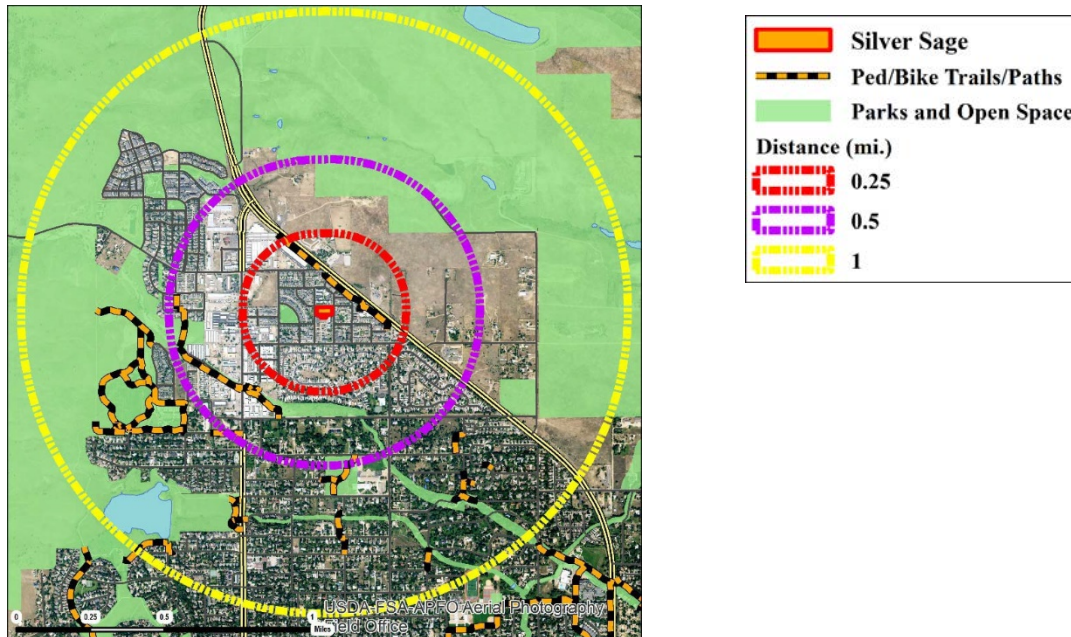 Silver Sage
Ped/Bike Trails/Paths
Parks and Open Space
Distance (mi.)
0.25
0.5
1
USDA-FSA-APFO Aerial Photography
Field Office
0 0.25 0.5 1
Miles